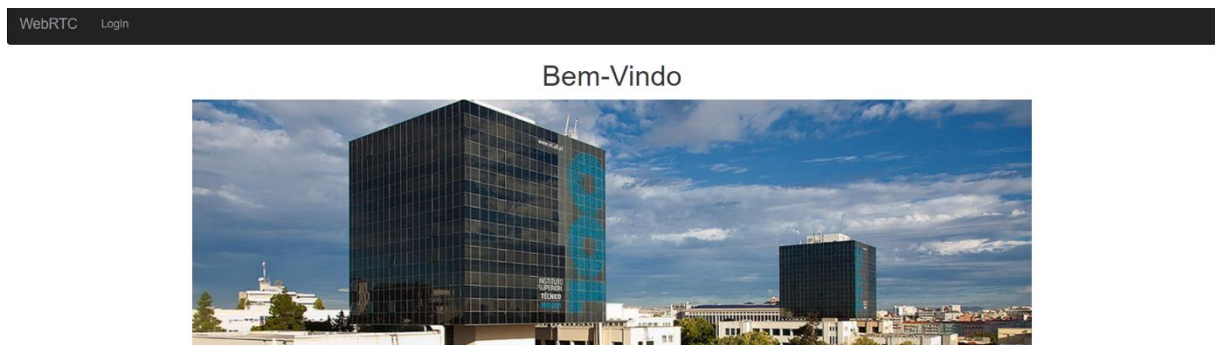 WebRTC Login
Bem-Vindo
INSTITUTO
SUPERIOR
TÉCNICO